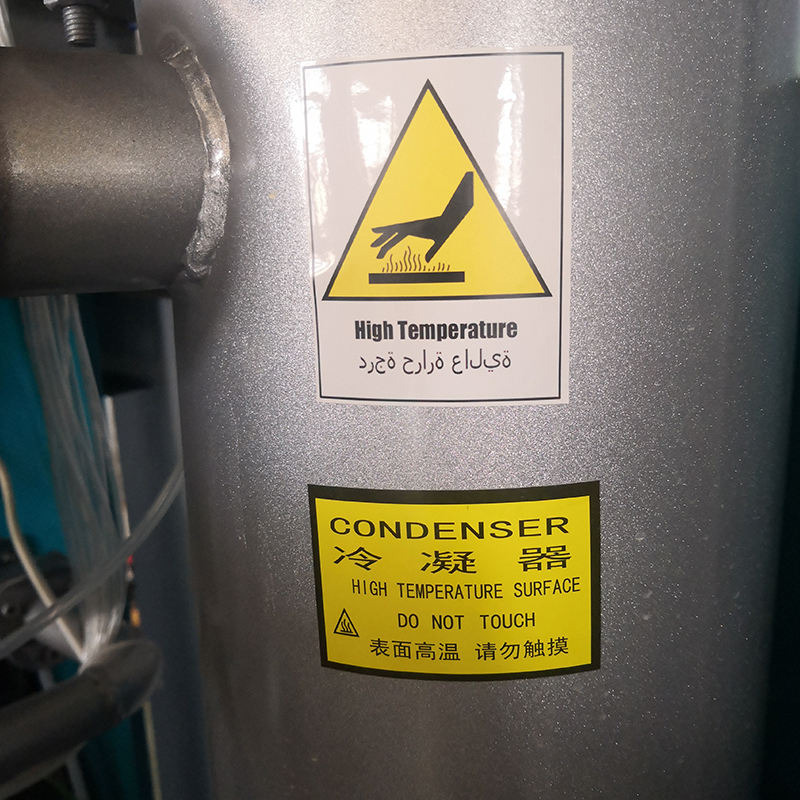 High Temperature
درجة حرارة عالية
CONDENSER
冷凝器
HIGH TEMPERATURE SURFACE
DO NOT TOUCH
表面高温 请勿触摸